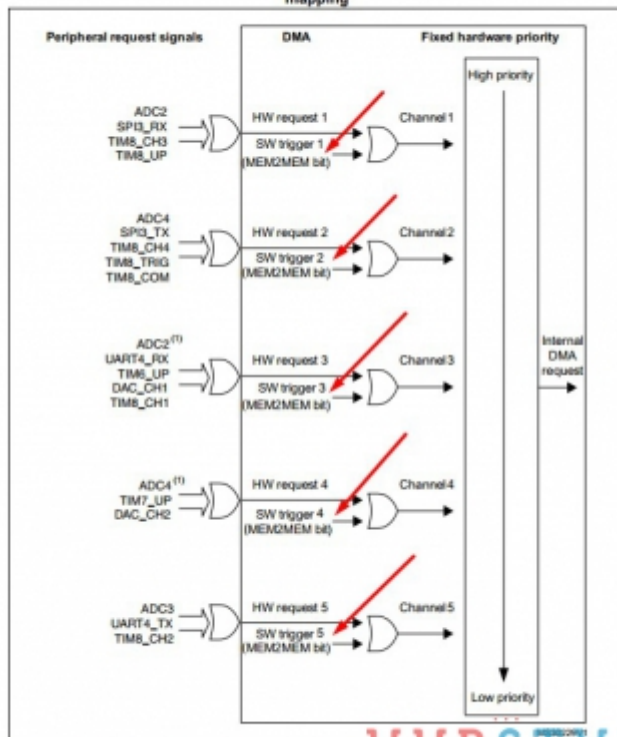 mapping
Peripheral request signals
DMA
Fixed hardware priority
High priority
ADC2
SPI3_RX
TIM8_CH3
TIM8_UP
HW request 1
SW trigger 1
(MEM2MEM bit)
Channel 1
ADC4
SPI3_TX
TIM8_CH4
TIM8_TRIG
TIM8_COM
HW request 2
SW trigger 2
(MEM2MEM bit)
Channel 2
ADC2 (1)
UART4_RX
TIM6_UP
DAC_CH1
TIM8_CH1
HW request 3
SW trigger 3
(MEM2MEM bit)
Channel 3
Internal
DMA
request
ADC4 (1)
TIM7_UP
DAC_CH2
HW request 4
SW trigger 4
(MEM2MEM bit)
Channel 4
ADC3
UART4_TX
TIM8_CH2
HW request 5
SW trigger 5
(MEM2MEM bit)
Channel 5
Low priority